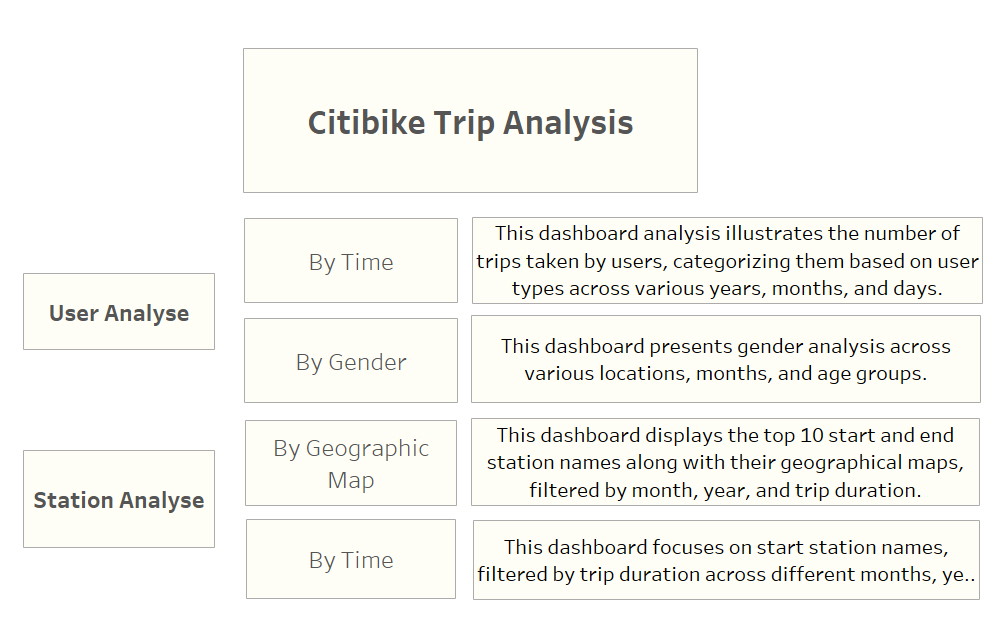 Citibike Trip Analysis
User Analyse
By Time
This dashboard analysis illustrates the number of
trips taken by users, categorizing them based on user
types across various years, months, and days.
By Gender
This dashboard presents gender analysis across
various locations, months, and age groups.
Station Analyse
By Geographic
Map
This dashboard displays the top 10 start and end
station names along with their geographical maps,
filtered by month, year, and trip duration.
By Time
This dashboard focuses on start station names,
filtered by trip duration across different months, ye..